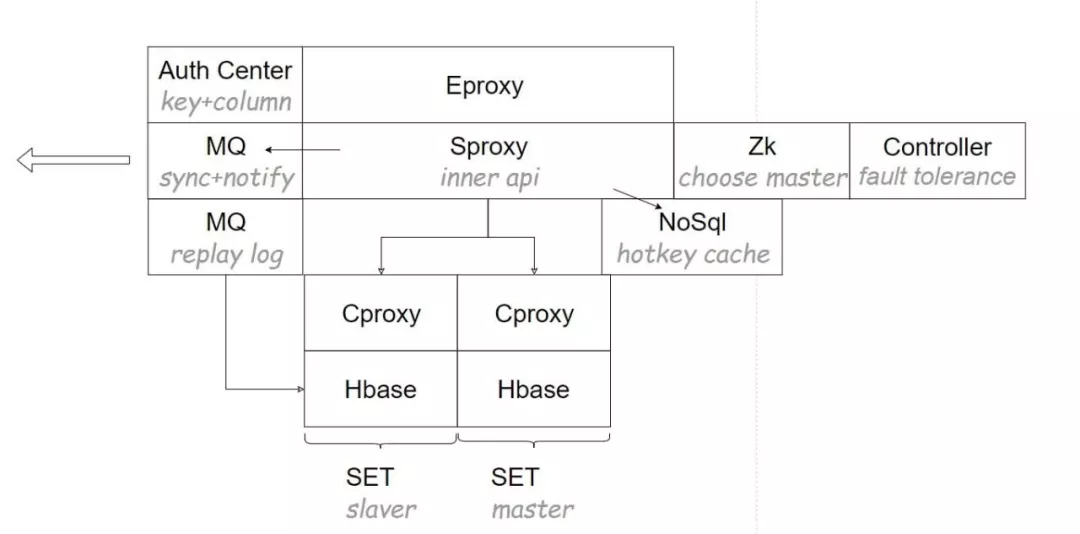 Auth Center
key+column
Eproxy
MQ
sync+notify
Sproxy
inner api
Zk
choose master
Controller
fault tolerance
MQ
replay log
NoSql
hotkey cache
Cproxy
Cproxy
Hbase
Hbase
SET
slaver
SET
master